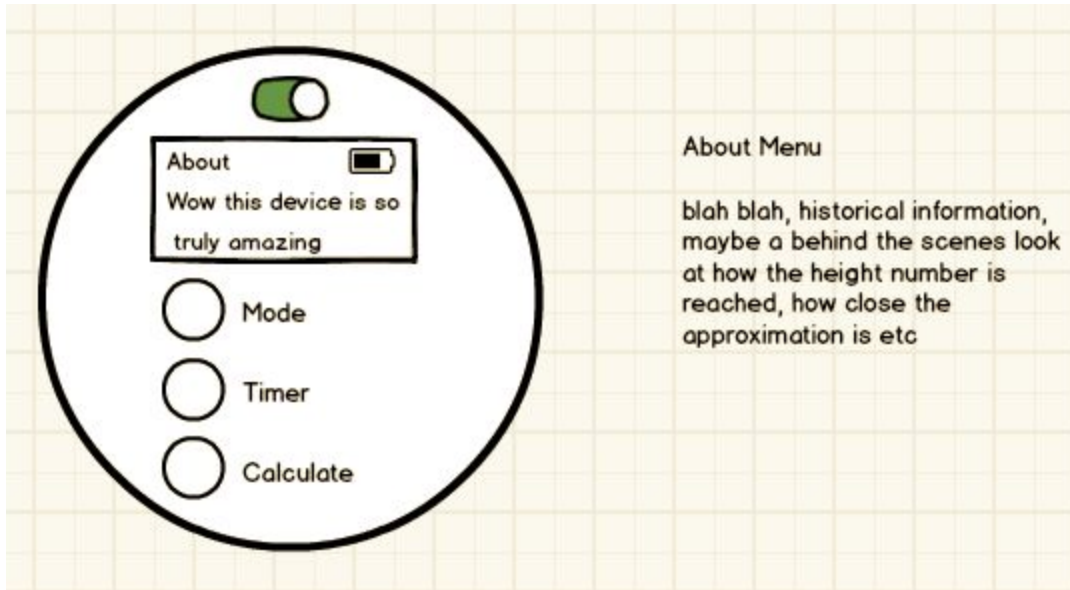 About
Wow this device is so
truly amazing
Mode
Timer
Calculate
About Menu
blah blah, historical information,
maybe a behind the scenes look
at how the height number is
reached, how close the
approximation is etc